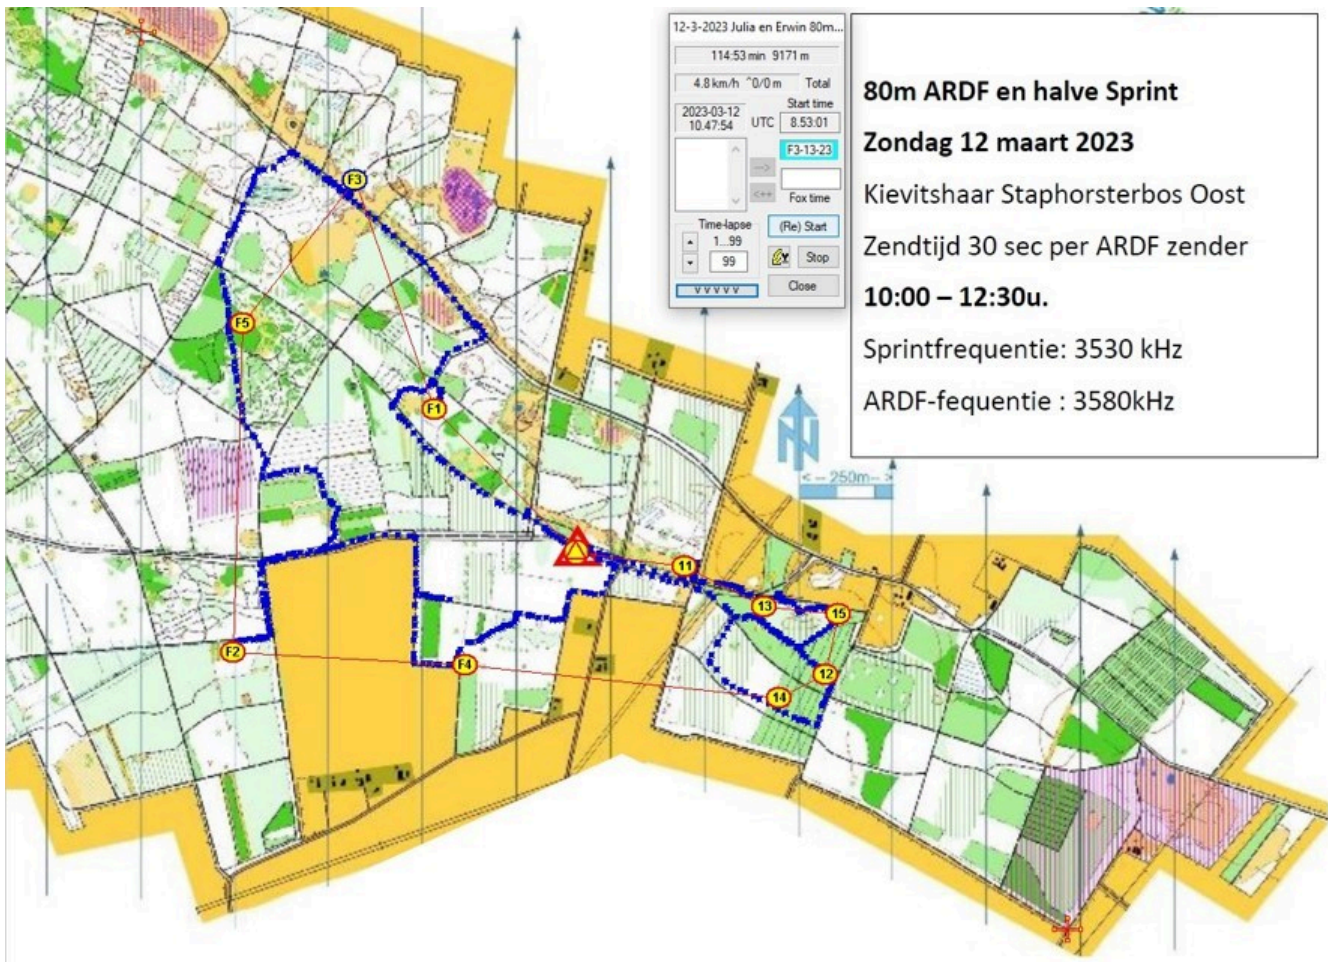 12-3-2023 Julia en Erwin 80m...
114:53 min 9171 m
4.8 km/h ^0/0 m Total
Start time
2023-03-12
10.47:54
UTC
8.53:01
F3-13-23
-->
<++
Fox time
Time-lapse
1...99
99
(Re) Start
Stop
v v v v v
Close
80m ARDF en halve Sprint
Zondag 12 maart 2023
Kievitshaar Staphorsterbos Oost
Zendtijd 30 sec per ARDF zender
10:00 – 12:30u.
Sprintfrequentie: 3530 kHz
ARDF-fequentie : 3580kHz
F3
F5
F1
N
< -- 250m-- >
11
13
15
F2
F4
12
14